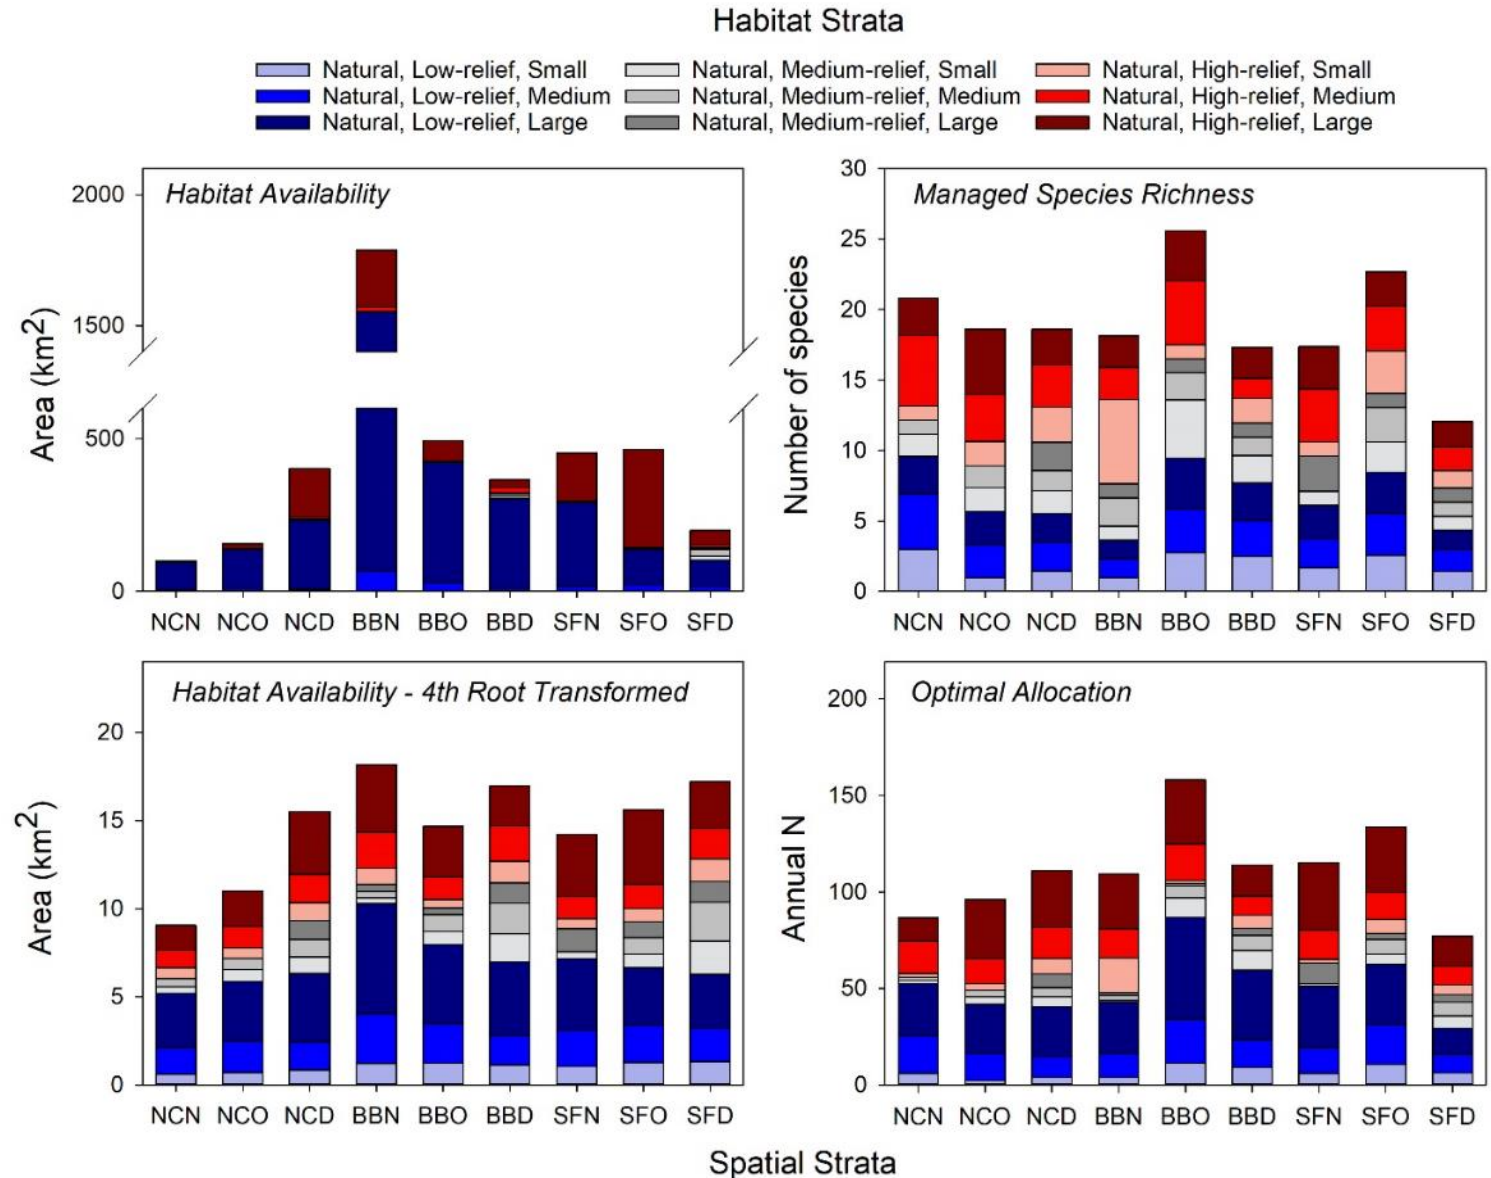 Habitat Strata
Natural, Low-relief, Small
Natural, Medium-relief, Small
Natural, High-relief, Small
Natural, Low-relief, Medium
Natural, Medium-relief, Medium
Natural, High-relief, Medium
Natural, Low-relief, Large
Natural, Medium-relief, Large
Natural, High-relief, Large
Habitat Availability
Area (km2)
2000
1500
500
0
NCN NCO NCD BBN BBO BBD SFN SFO SFD
Managed Species Richness
Number of species
30
25
20
15
10
5
0
NCN NCO NCD BBN BBO BBD SFN SFO SFD
Habitat Availability - 4th Root Transformed
Area (km2)
20
15
10
5
0
NCN NCO NCD BBN BBO BBD SFN SFO SFD
Optimal Allocation
Annual N
200
150
100
50
0
NCN NCO NCD BBN BBO BBD SFN SFO SFD
Spatial Strata